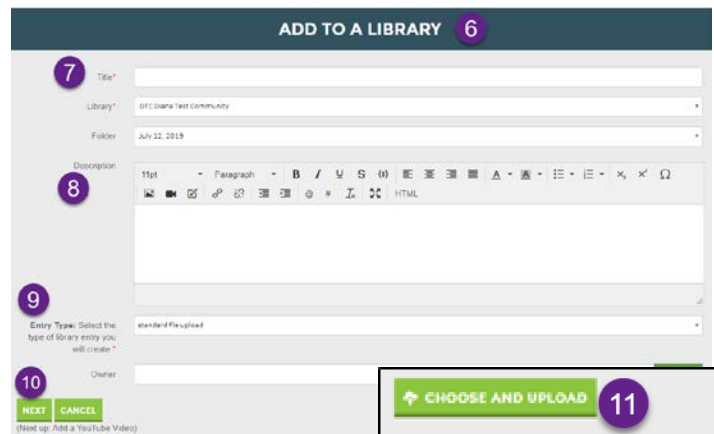 ADD TO A LIBRARY 6
7 Title*
Library* DFC Diana Test Community
Folder July 12, 2019
Description
8
11pt Paragraph B I U S {i} A A x, x' Ω
@ # Ix HTML
9
Entry Type: Select the
type of library entry you
will create *
standard file upload
10 Owner
NEXT CANCEL
(Next up: Add a YouTube Video)
CHOOSE AND UPLOAD 11